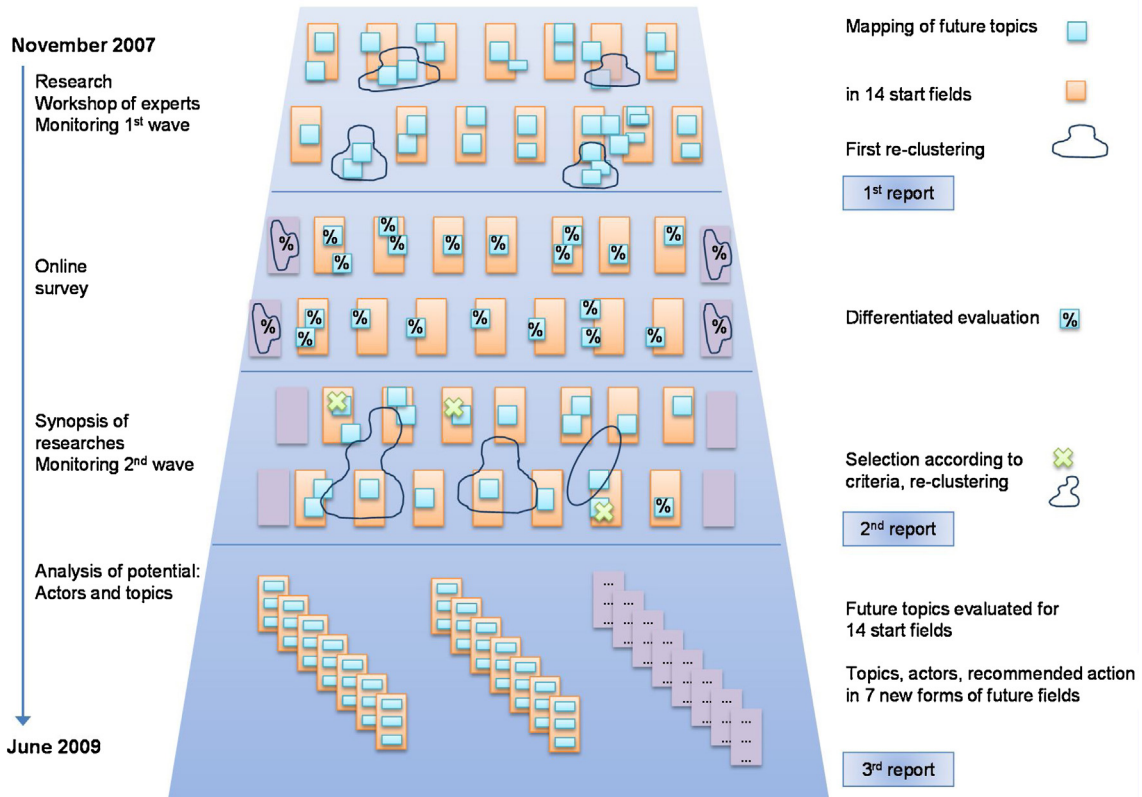 November 2007
Research
Workshop of experts
Monitoring 1st wave
Online
survey
Synopsis of
researches
Monitoring 2nd wave
Analysis of potential:
Actors and topics
June 2009
% % % % % % % % % % % %
% % % % % % % % % % %
%
... ... ...
... ... ...
... ... ...
... ... ...
... ... ...
... ... ...
... ... ...
... ... ...
Mapping of future topics
in 14 start fields
First re-clustering
1st report
Differentiated evaluation %
Selection according to
criteria, re-clustering
2nd report
Future topics evaluated for
14 start fields
Topics, actors, recommended action
in 7 new forms of future fields
3rd report